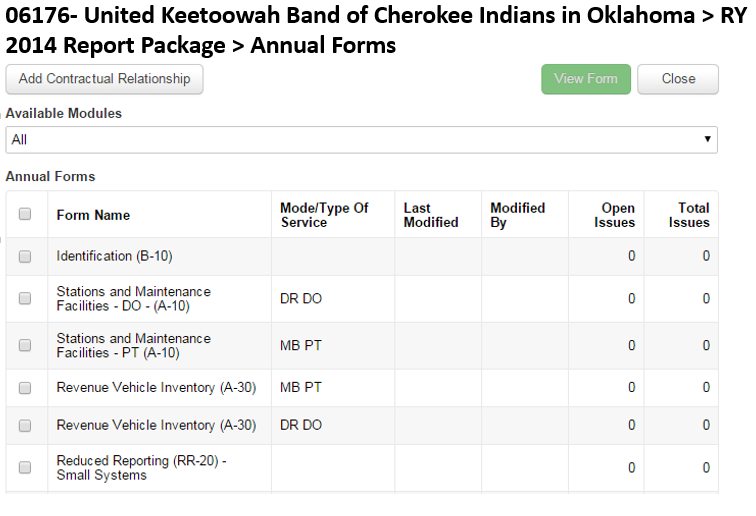 06176- United Keetoowah Band of Cherokee Indians in Oklahoma > RY
2014 Report Package > Annual Forms
Add Contractual Relationship
View Form
Close
Available Modules
All
Annual Forms
Form Name
Mode/Type Of
Service
Last
Modified
Modified
By
Open
Issues
Total
Issues
Identification (B-10)
0
0
Stations and Maintenance
Facilities - DO - (A-10)
DR DO
0
0
Stations and Maintenance
Facilities - PT (A-10)
MB PT
0
0
Revenue Vehicle Inventory (A-30)
MB PT
0
0
Revenue Vehicle Inventory (A-30)
DR DO
0
0
Reduced Reporting (RR-20) -
Small Systems
0
0